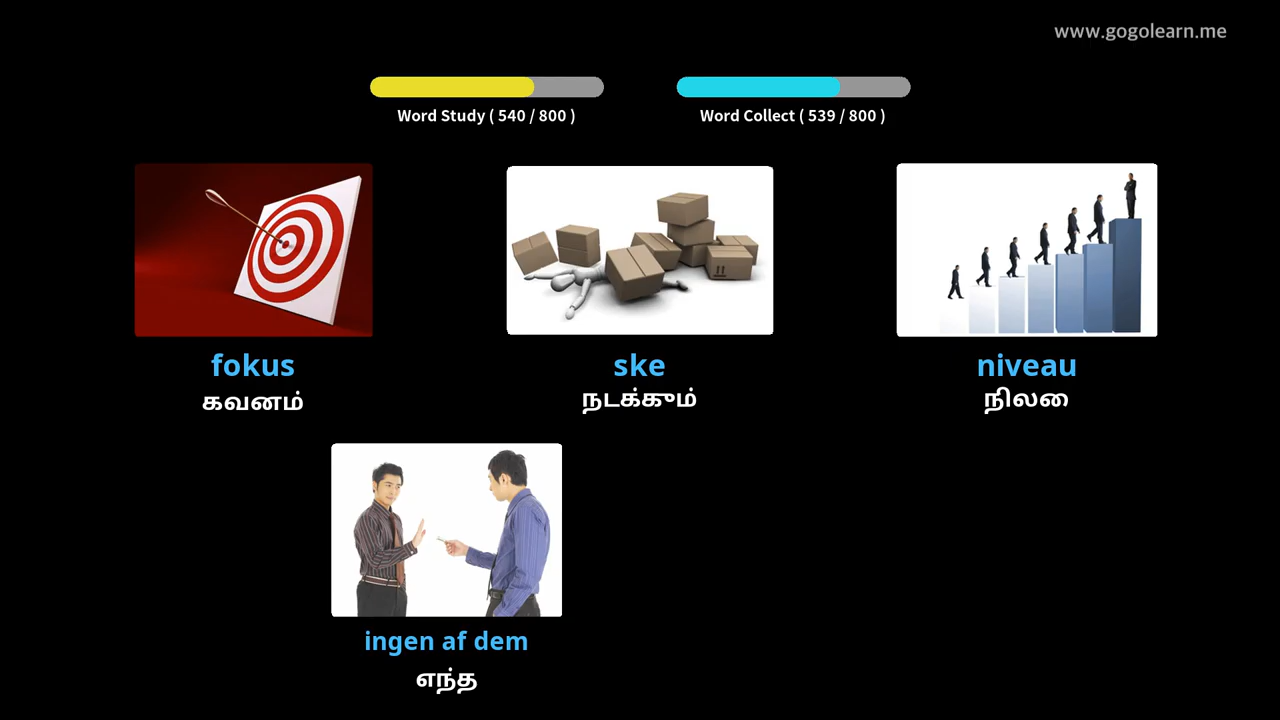 www.gogolearn.me
Word Study ( 540 / 800 )
Word Collect ( 539 / 800 )
fokus
கவனம்
ske
நடக்கும்
niveau
நிலை
ingen af dem
எந்த